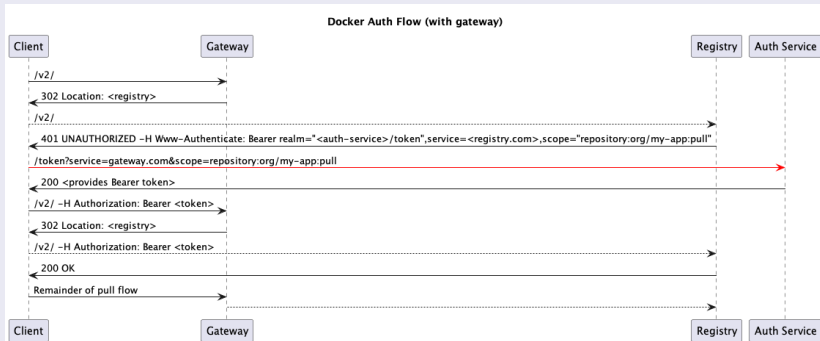 Docker Auth Flow (with gateway)
Client Gateway Registry Auth Service
/v2/
302 Location: <registry>
/v2/
401 UNAUTHORIZED -H Www-Authenticate: Bearer realm="<auth-service>/token",service=<registry.com>,scope="repository:org/my-app:pull"
/token?service=gateway.com&scope=repository:org/my-app:pull
200 <provides Bearer token>
/v2/ -H Authorization: Bearer <token>
302 Location: <registry>
/v2/ -H Authorization: Bearer <token>
200 OK
Remainder of pull flow
Client Gateway Registry Auth Service